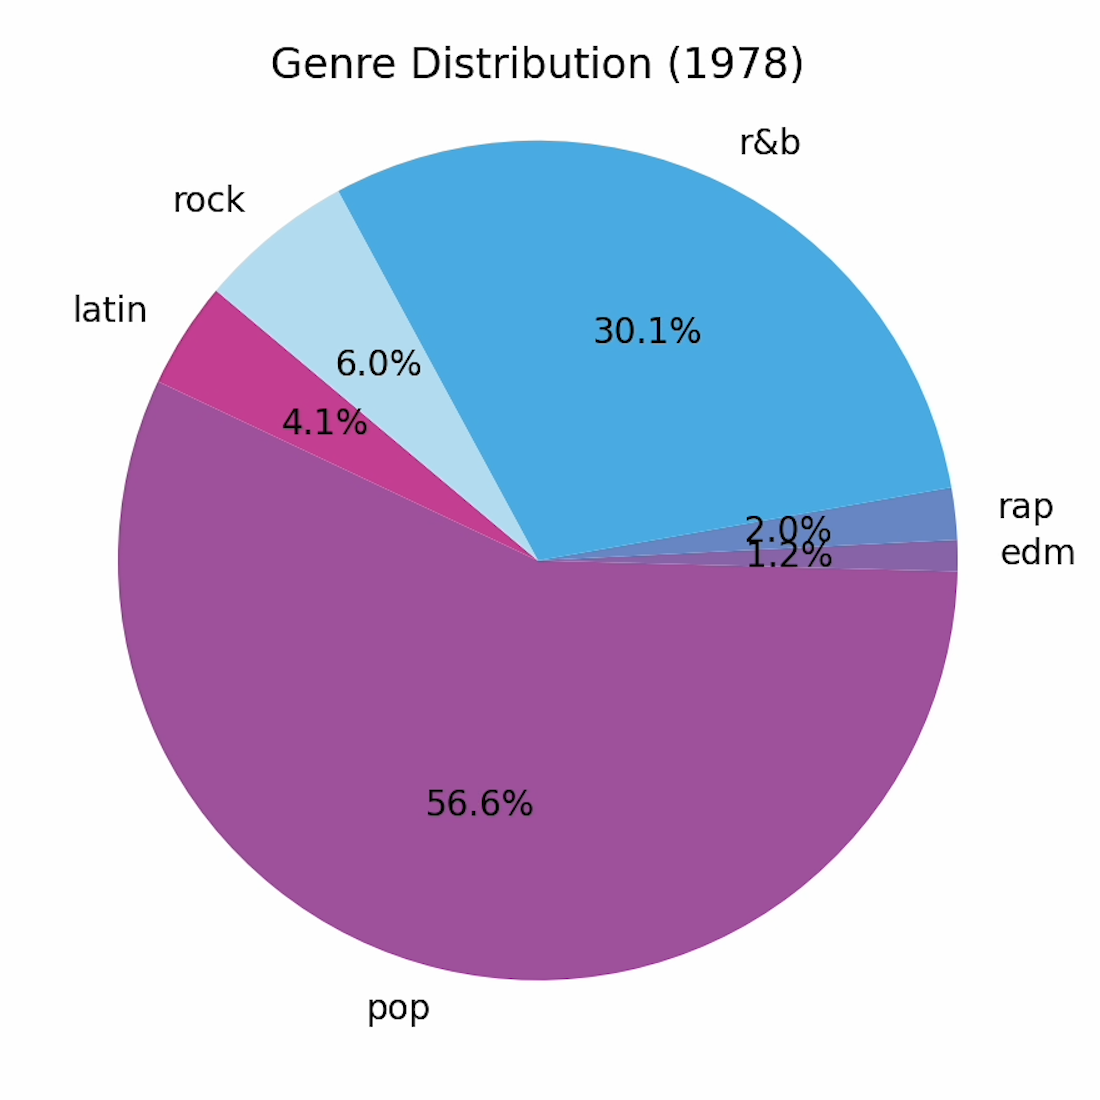 Genre Distribution (1978)
r&b
rock
latin
30.1%
6.0%
4.1%
rap
2.0%
edm
1.2%
56.6%
pop